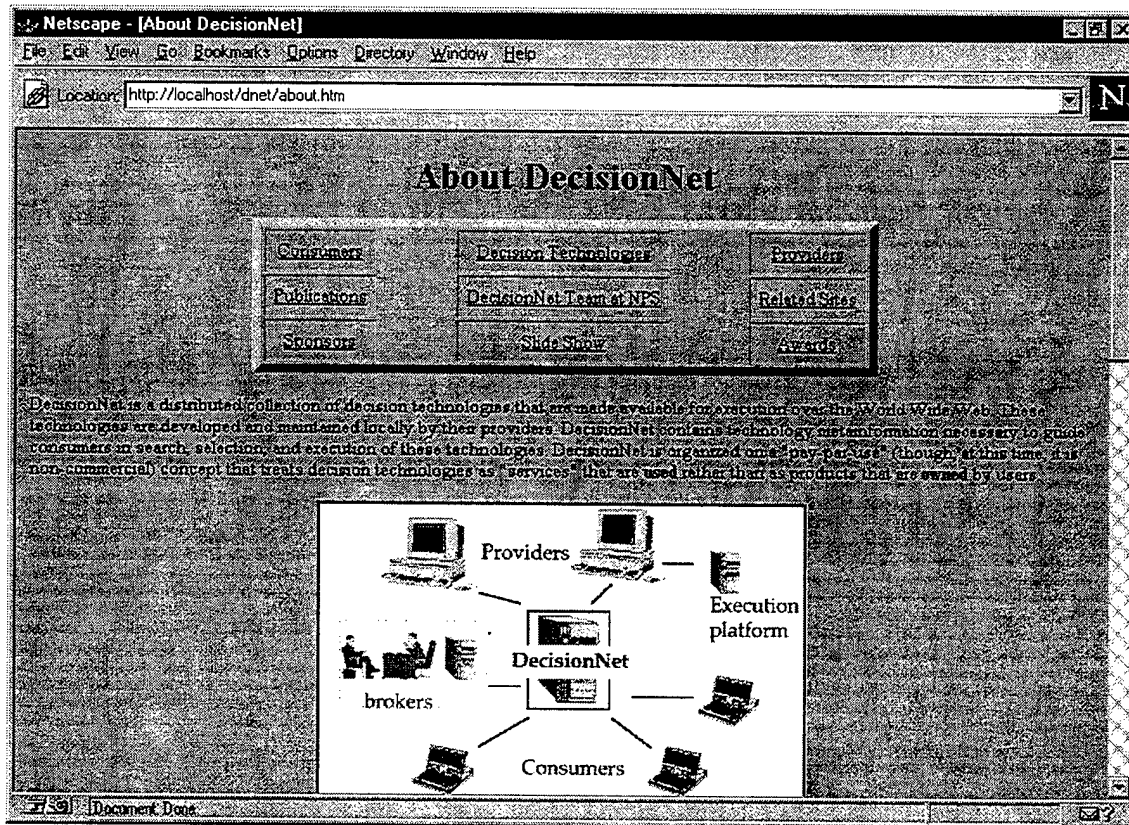 Netscape - [About DecisionNet]
File Edit View Go Bookmarks Options Directory Window Help
Location: http://localhost/dnet/about.htm
N
About DecisionNet
Consumers Decision Technologies Providers
Publications DecisionNet Team at NPS Related Sites
Sponsors Slide Show Awards
DecisionNet is a distributed collection of decision technologies that are made available for execution over the World Wide Web. These
technologies are developed and maintained locally by their providers. DecisionNet contains technology metainformation necessary to guide
consumers in search, selection, and execution of these technologies. DecisionNet is organized on a "pay-per-use" (though, at this time, it is
non-commercial) concept that treats decision technologies as "services" that are used rather than as products that are owned by users.
Providers
Execution
platform
DecisionNet
brokers
Consumers
Document: Done
?